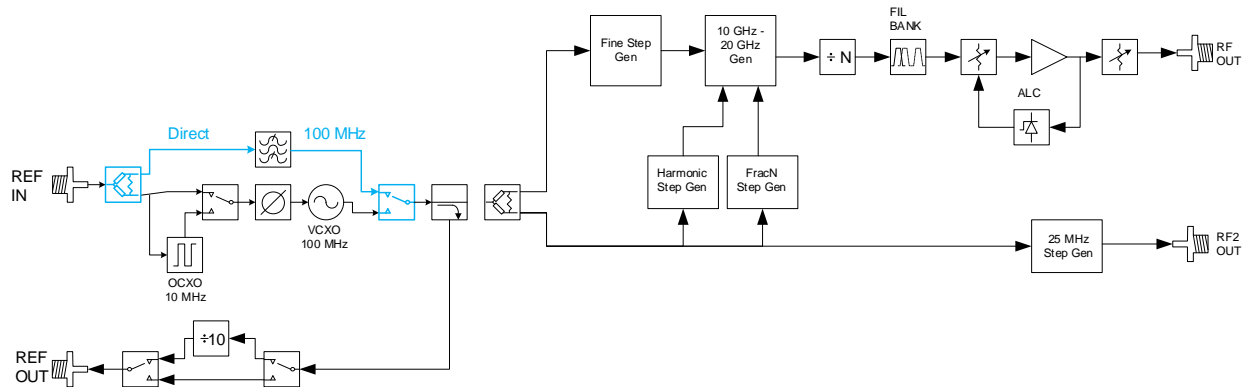 FIL
BANK
Fine Step
Gen
10 GHz -
20 GHz
Gen
÷ N
RF
OUT
ALC
Direct
100 MHz
REF
IN
Harmonic
Step Gen
FracN
Step Gen
VCXO
100 MHz
OCXO
10 MHz
25 MHz
Step Gen
RF2
OUT
÷10
REF
OUT